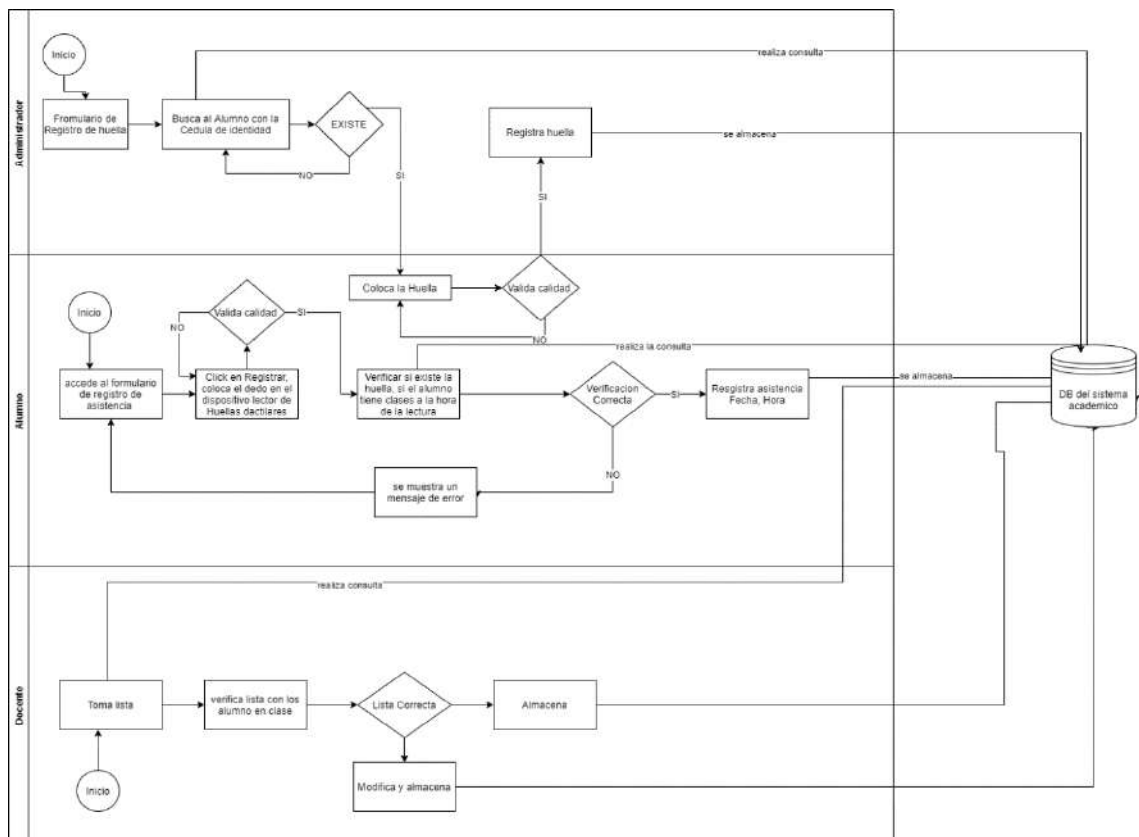 Administrador
Inicio
realiza consulta
Fromulario de
Registro de huella
Busca al Alumno con la
Cedula de identidad
EXISTE
NO
SI
Registra huella
se almacena
SI
Alumno
Coloca la Huella
Valida calidad
NO
Inicio
Valida calidad
NO
SI
realiza la consulta
accede al formulario
de registro de
asistencia
Click en Registrar,
coloca el dedo en el
dispositivo lector de
Huellas dactilares
Verificar si existe la
huella, si el alumno
tiene clases a la hora
de la lectura
Verificacion
Correcta
SI
Resgistra asistencia
Fecha, Hora
se almacena
DB del sistema
academico
NO
se muestra un
mensaje de error
Docente
realiza consulta
Toma lista
verifica lista con los
alumno en clase
Lista Correcta
Almacena
Inicio
Modifica y almacena